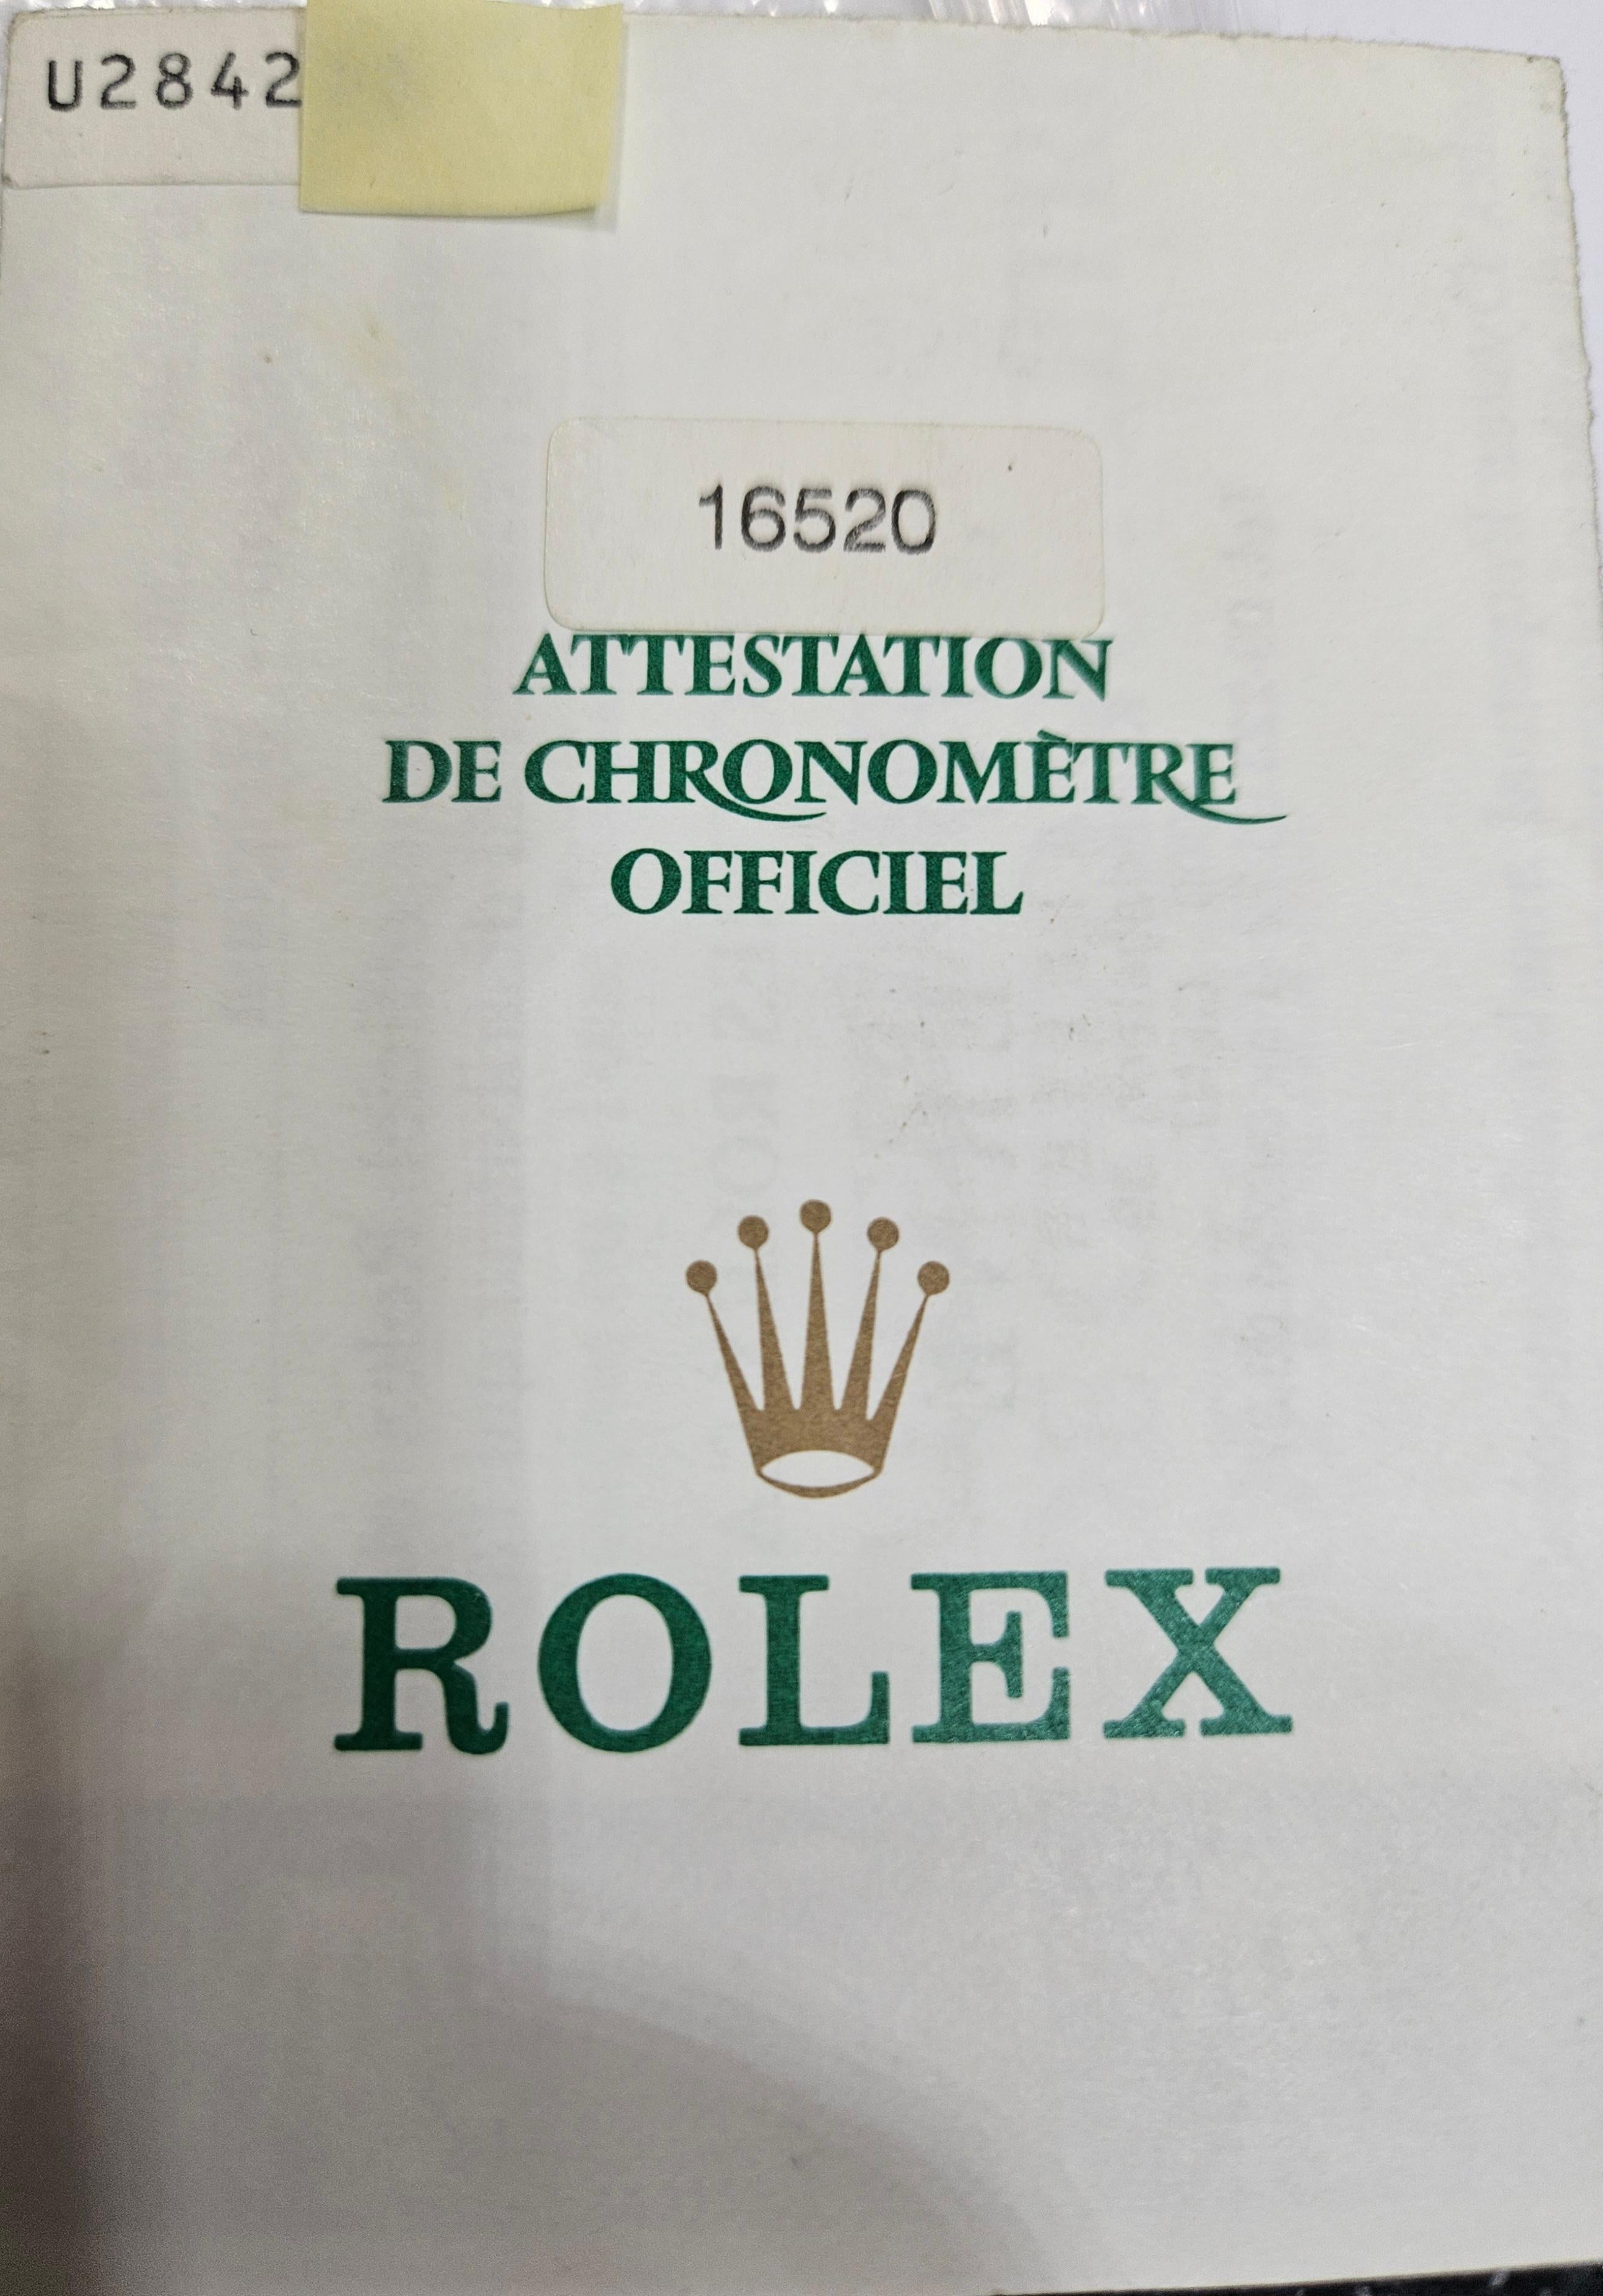 U2842
16520
ATTESTATION
DE CHRONOMÈTRE
OFFICIEL
ROLEX